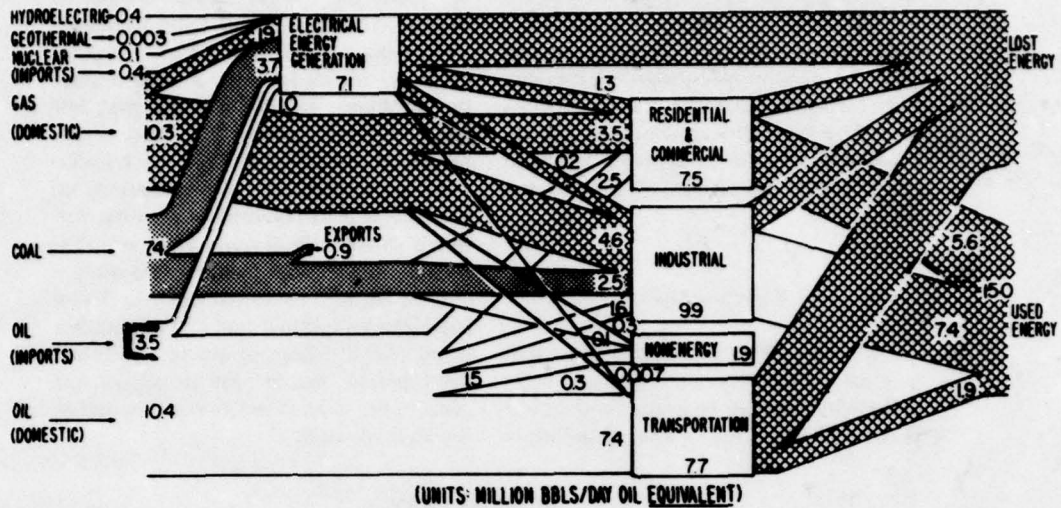 HYDROELECTRIC 0.4
GEOTHERMAL 0.003
NUCLEAR 0.1
(IMPORTS) 0.4
GAS
(DOMESTIC) 10.3
COAL 7.4
OIL
(IMPORTS) 3.5
OIL 10.4
(DOMESTIC)
1.9
3.7
1.0
ELECTRICAL
ENERGY
GENERATION
7.1
EXPORTS
0.9
1.3
3.5
0.2
2.5
RESIDENTIAL
&
COMMERCIAL
7.5
4.6
2.5
INDUSTRIAL
9.9
1.6
0.3
0.1
NONENERGY 1.9
1.5
0.3
0.007
7.4
TRANSPORTATION
7.7
LOST
ENERGY
5.6
15.0
USED
ENERGY
7.4
1.9
(UNITS: MILLION BBLS/DAY OIL EQUIVALENT)